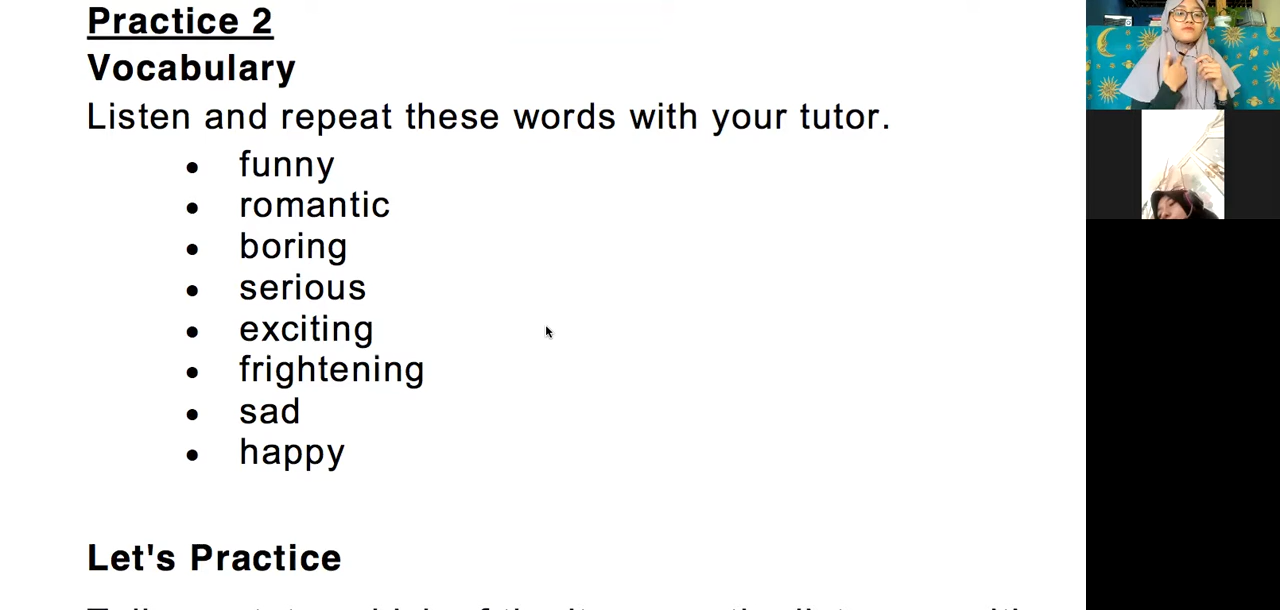 Practice 2
Vocabulary
Listen and repeat these words with your tutor.
• funny
• romantic
• boring
• serious
• exciting
• frightening
• sad
• happy
Let's Practice